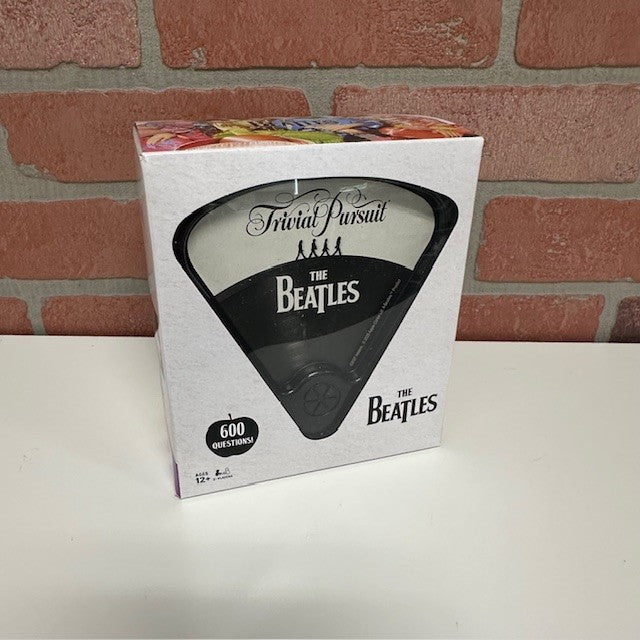 Trivial Pursuit
THE
BEATLES
THE
BEATLES
600
QUESTIONS!
AGES
12+